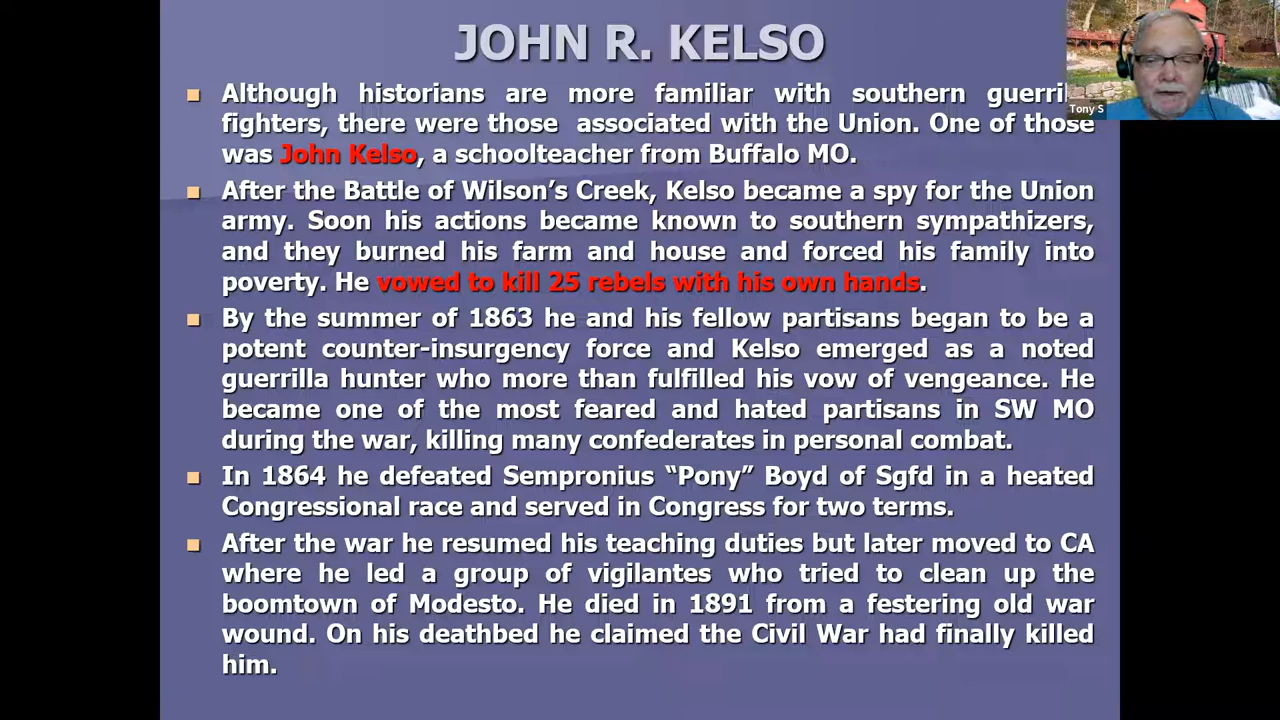 JOHN R. KELSO
Although historians are more familiar with southern
fighters, there were those associated with the Union. One of those
was John Kelso, a schoolteacher from Buffalo MO.
After the Battle of Wilson's Creek, Kelso became a spy for the Union
army. Soon his actions became known to southern sympathizers,
and they burned his farm and house and forced his family into
poverty. He vowed to kill 25 rebels with his own hands.
By the summer of 1863 he and his fellow partisans began to be a
potent counter-insurgency force and Kelso emerged as a noted
guerrilla hunter who more than fulfilled his vow of vengeance. He
became one of the most feared and hated partisans in SW MO
during the war, killing many confederates in personal combat.
In 1864 he defeated Sempronius “Pony” Boyd of Sgfd in a heated
Congressional race and served in Congress for two terms.
After the war he resumed his teaching duties but later moved to CA
where he led a group of vigilantes who tried to clean up the
boomtown of Modesto. He died in 1891 from a festering old war
wound. On his deathbed he claimed the Civil War had finally killed
him.
Tony S